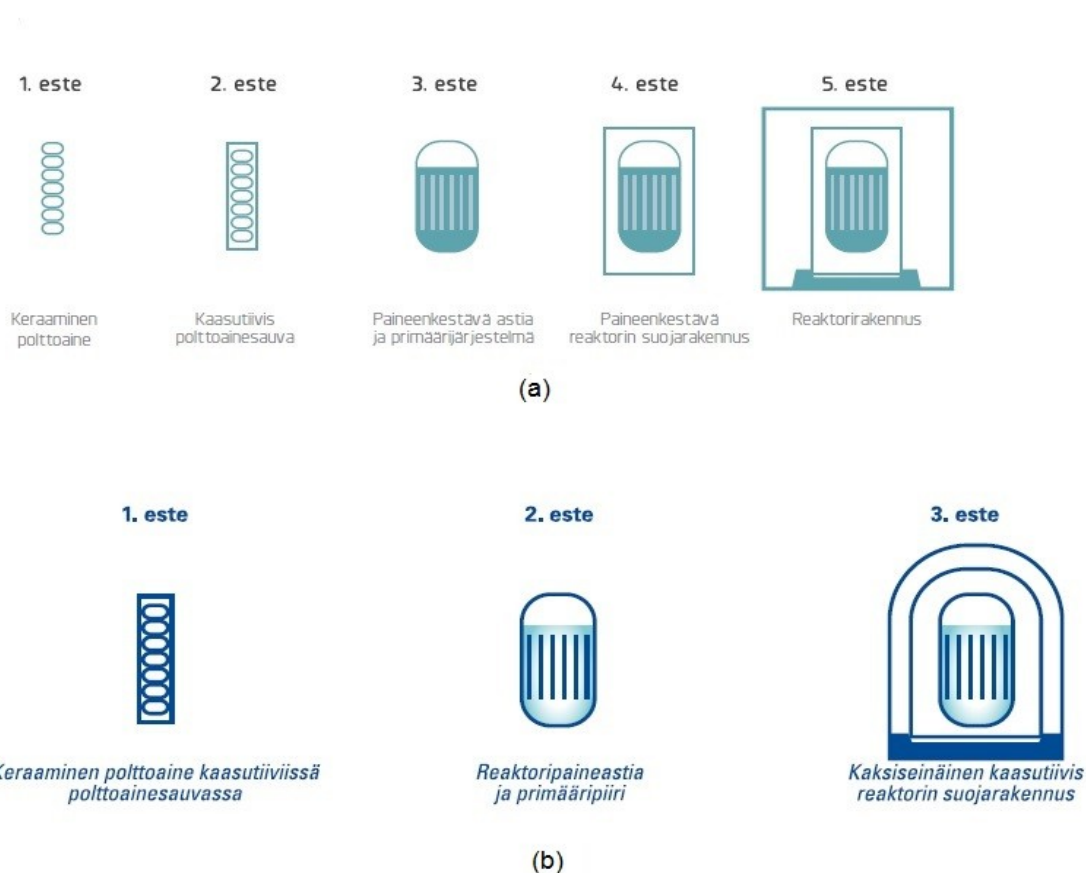 1. este
2. este
3. este
4. este
5. este
Keraaminen
polttoaine
Kaasutiivis
polttoainesauva
Paineenkestävä astia
ja primäärijärjestelmä
Paineenkestävä
reaktorin suojarakennus
Reaktorirakennus
(a)
1. este
2. este
3. este
Keraaminen polttoaine kaasutiiviissä
polttoainesauvassa
Reaktoripaineastia
ja primääripiiri
Kaksiseinäinen kaasutiivis
reaktorin suojarakennus
(b)